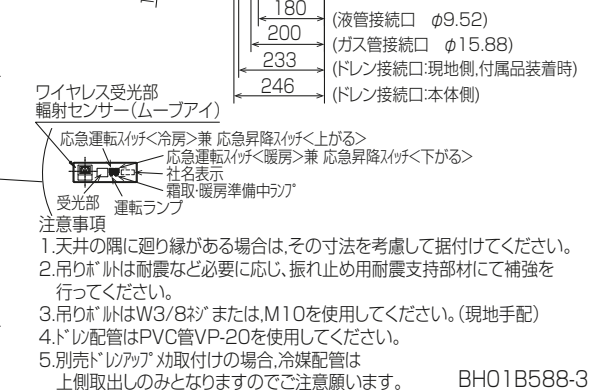 180
(液管接続口 φ9.52)
200
(ガス管接続口 φ15.88)
233
(ドレン接続口:現地側,付属品装着時)
246
(ドレン接続口:本体側)
ワイヤレス受光部
輻射センサー(ムーブアイ)
応急運転スイッチ<冷房>兼 応急昇降スイッチ<上がる>
応急運転スイッチ<暖房>兼 応急昇降スイッチ<下がる>
社名表示
霜取・暖房準備中ランプ
受光部
運転ランプ
注意事項
1.天井の隅に廻り縁がある場合は,その寸法を考慮して据付けてください。
2.吊りボルトは耐震など必要に応じ、振れ止め用耐震支持部材にて補強を
行ってください。
3.吊りボルトはW3/8ネジまたは,M10を使用してください。(現地手配)
4.ドレン配管はPVC管VP-20を使用してください。
5.別売ドレンアップメカ取付けの場合,冷媒配管は
上側取出しのみとなりますのでご注意願います。
BH01B588-3